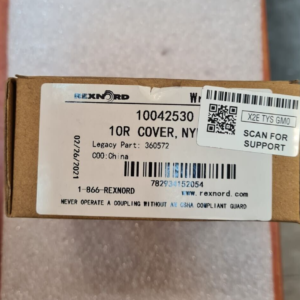 REXNORD
10042530
10R COVER, NY
Legacy Part: 360572
COO: China
02/26/2021
782934152054
1-866-REXNORD
www.rexnord.com
NEVER OPERATE A COUPLING WITHOUT AN OSHA COMPLIANT GUARD
X2E TYS GM0
SCAN FOR
SUPPORT